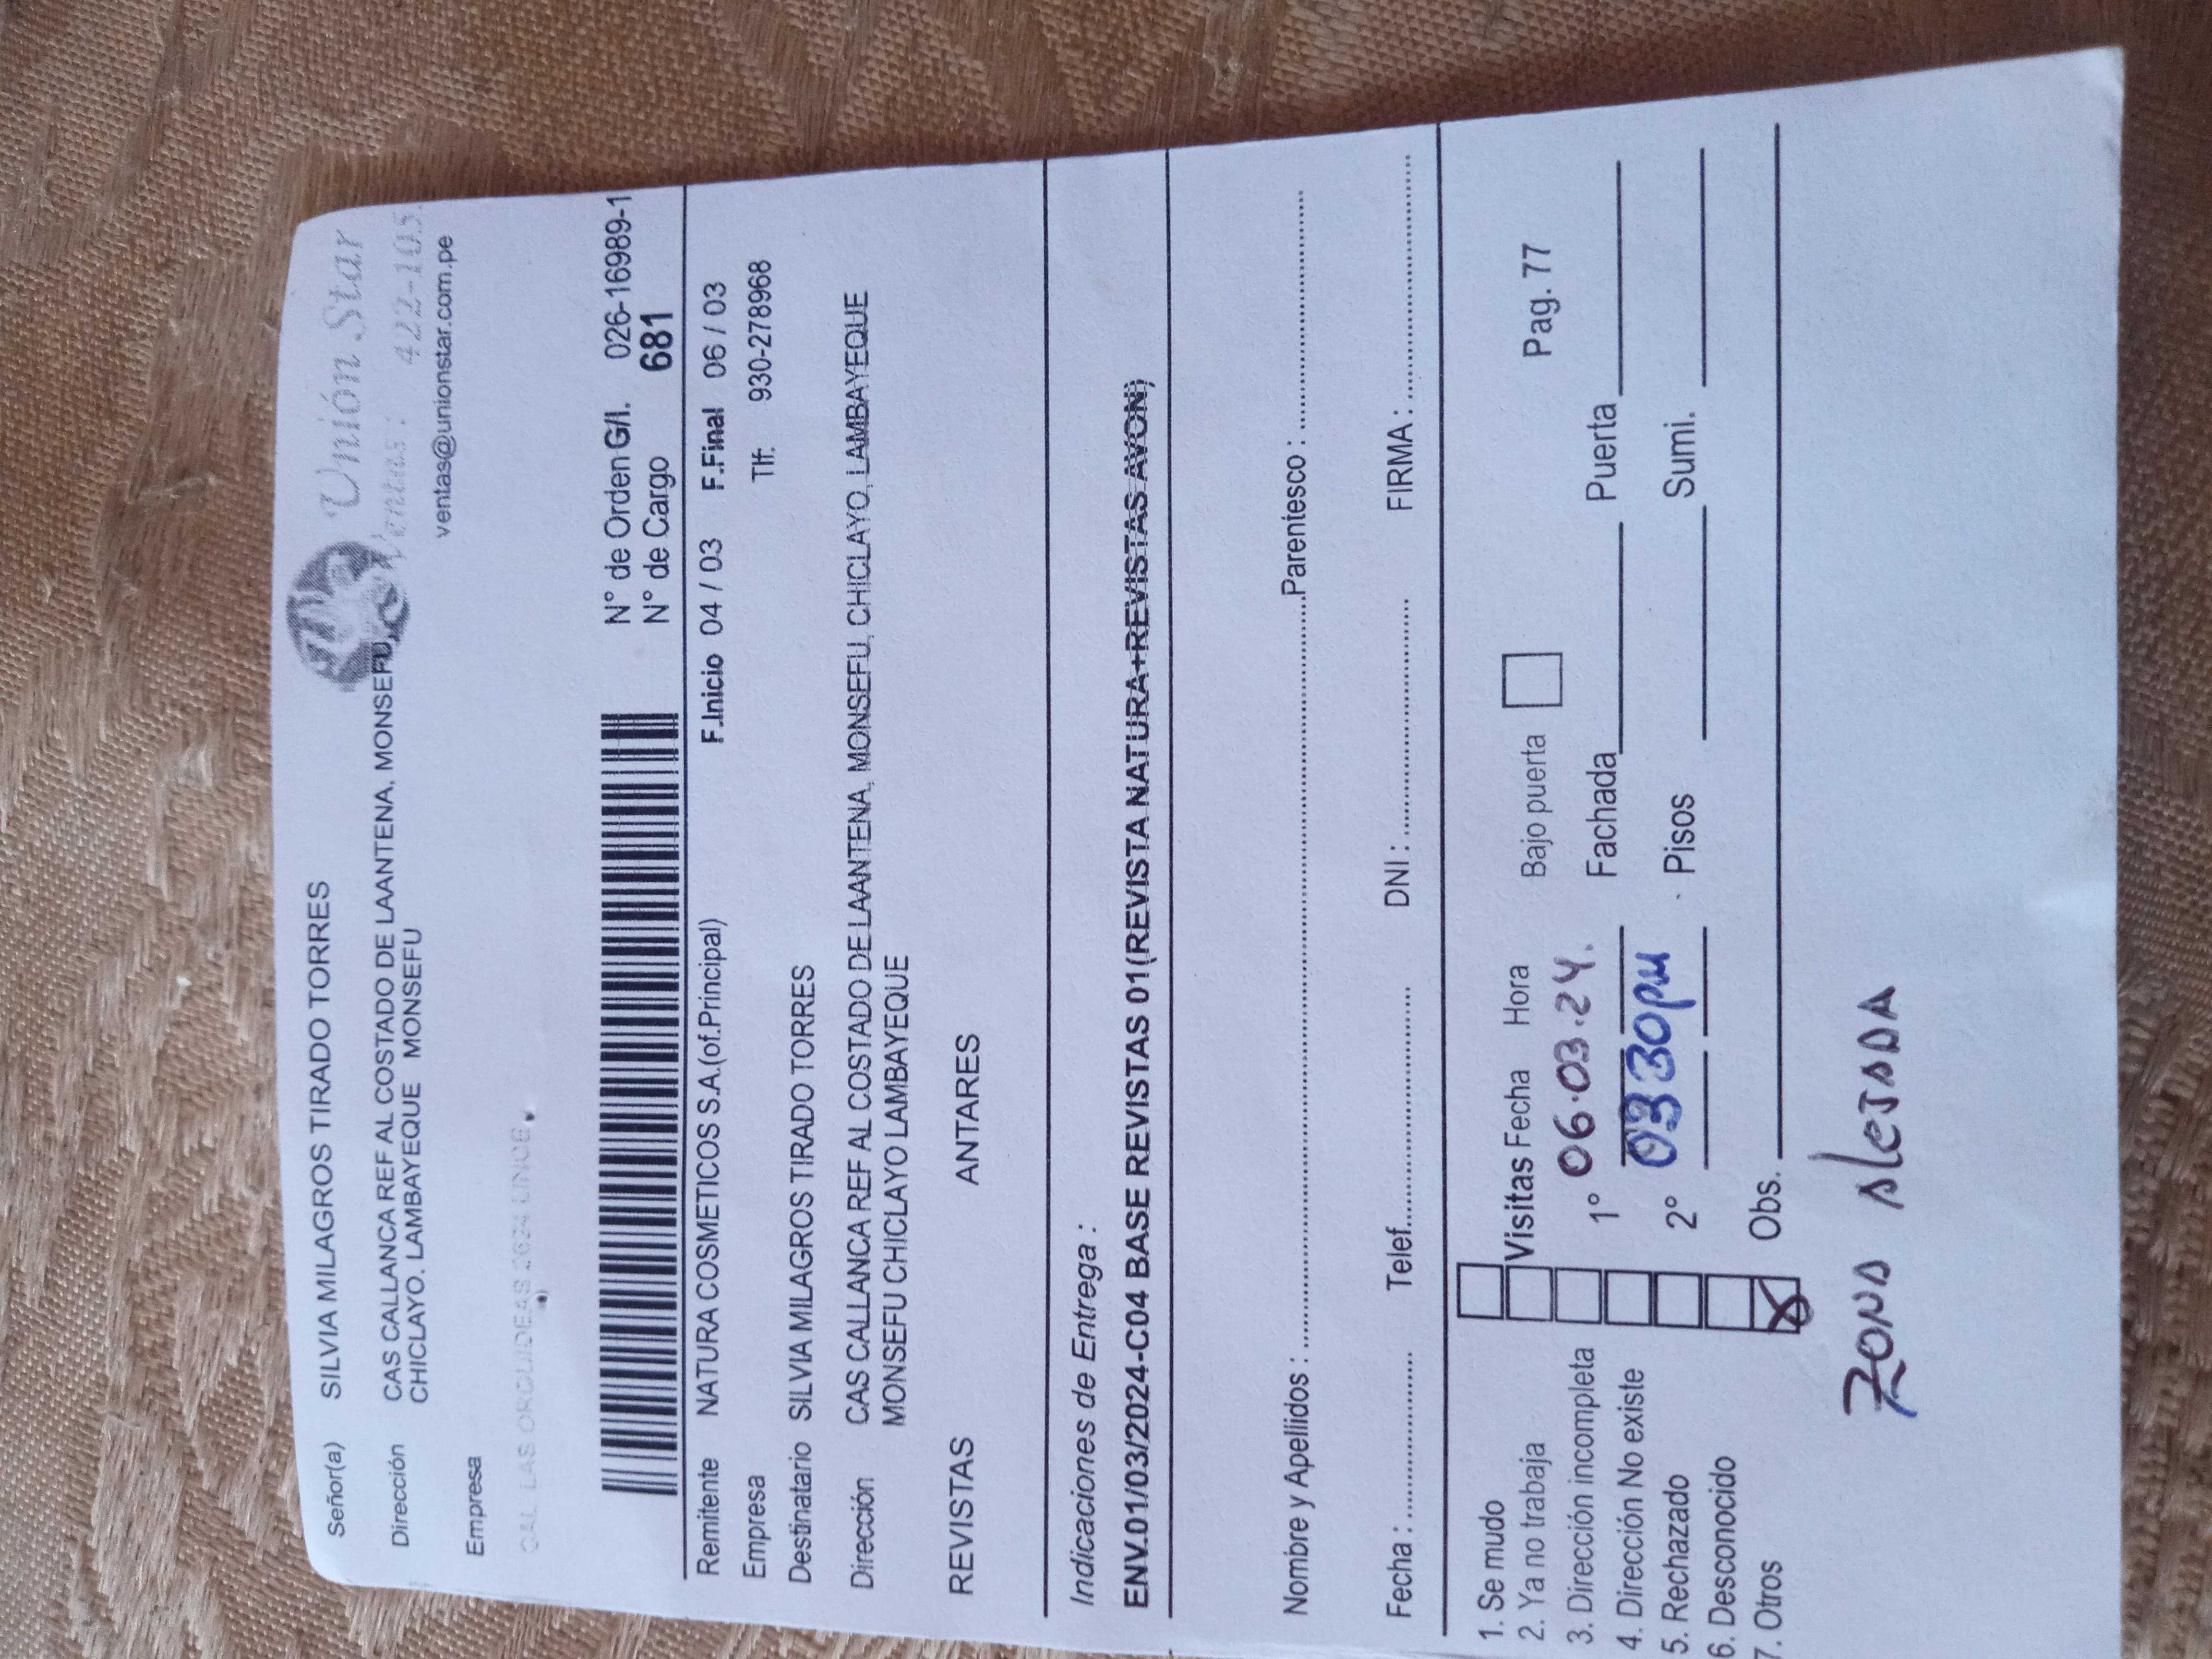 Señor(a) SILVIA MILAGROS TIRADO TORRES
Unión Star
Ventas: 422-105
ventas@unionstar.com.pe
Dirección CAS CALLANCA REF AL COSTADO DE LAANTENA, MONSEFU,
CHICLAYO. LAMBAYEQUE MONSEFU
Empresa
CAL LAS ORQUIDEAS 2634 LINCE
N° de Orden G/I. 026-16989-1
N° de Cargo 681
Remitente NATURA COSMETICOS S.A.(of.Principal) F.Inicio 04 / 03 F.Final 06 / 03
Empresa Tlf. 930-278968
Destinatario SILVIA MILAGROS TIRADO TORRES
Dirección CAS CALLANCA REF AL COSTADO DE LAANTENA, MONSEFU, CHICLAYO, LAMBAYEQUE
MONSEFU CHICLAYO LAMBAYEQUE
REVISTAS ANTARES
Indicaciones de Entrega :
ENV.01/03/2024-C04 BASE REVISTAS 01(REVISTA NATURA+REVISTAS AVON)
Nombre y Apellidos : Parentesco :
Fecha : Telef. DNI : FIRMA :
1. Se mudo
2. Ya no trabaja Visitas Fecha Hora Bajo puerta Pag. 77
3. Dirección incompleta 1° 06.03.24. Fachada Puerta
4. Dirección No existe 03 30pm
5. Rechazado 2° Pisos Sumi.
6. Desconocido
7. Otros Obs.
ZONA ALEJADA